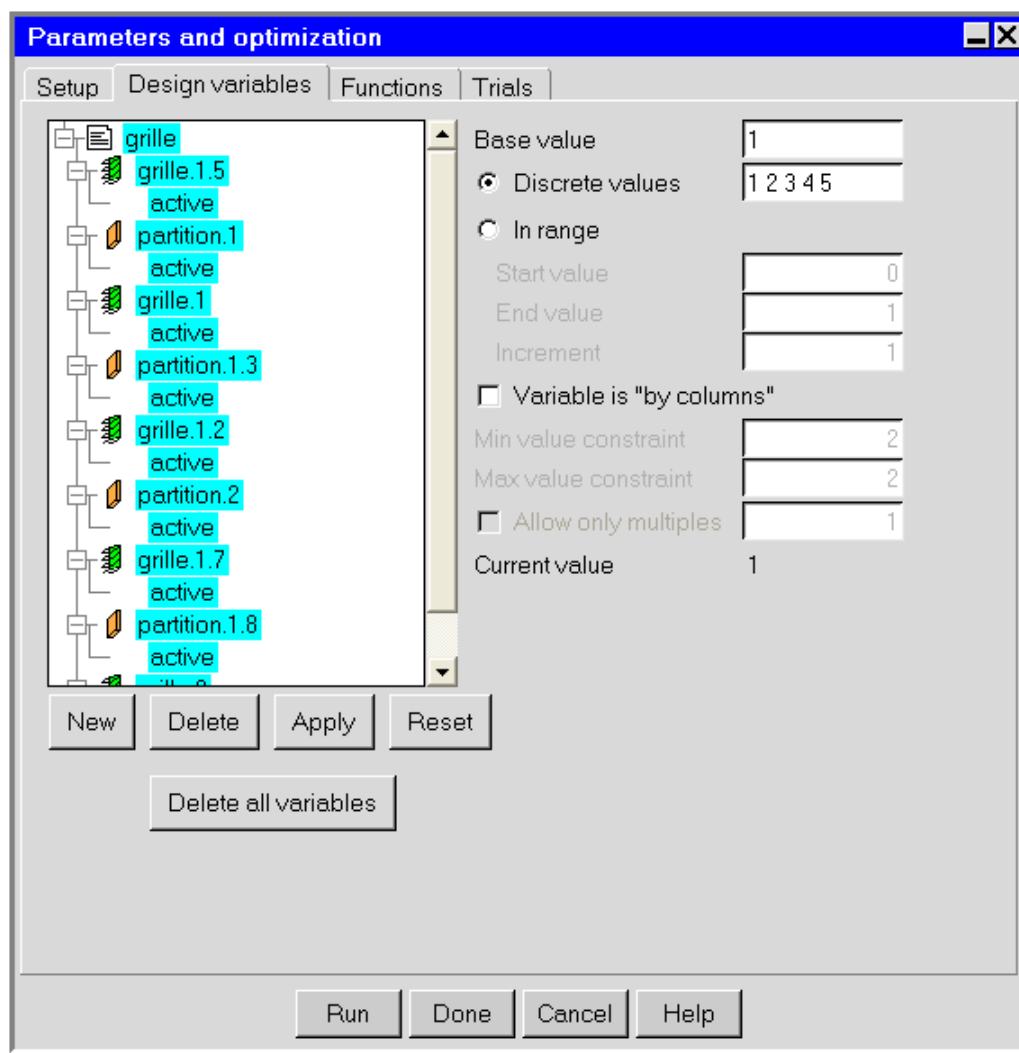 Parameters and optimization
Setup Design variables Functions Trials
grille
grille.1.5
active
partition.1
active
grille.1
active
partition.1.3
active
grille.1.2
active
partition.2
active
grille.1.7
active
partition.1.8
active
Base value 1
Discrete values 1 2 3 4 5
In range
Start value 0
End value 1
Increment 1
Variable is "by columns"
Min value constraint 2
Max value constraint 2
Allow only multiples 1
Current value 1
New Delete Apply Reset
Delete all variables
Run Done Cancel Help